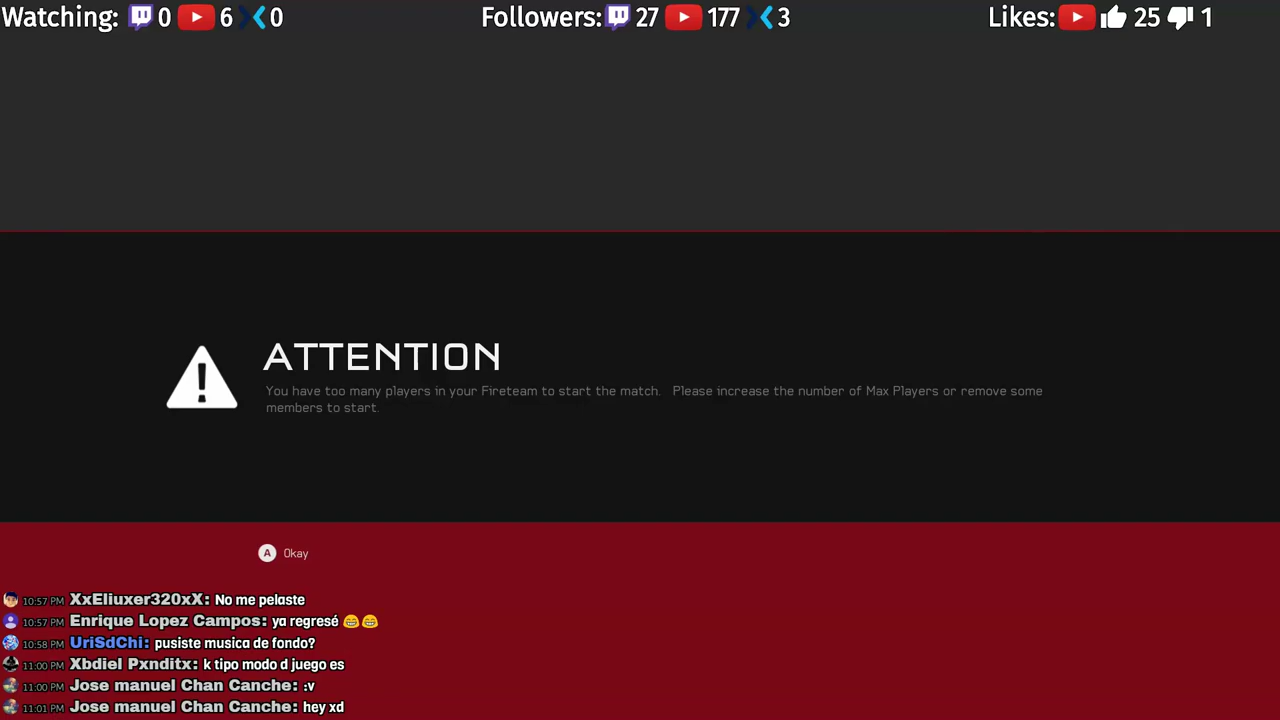 Watching: 0 6 0 Followers: 27 177 3 Likes: 25 1
ATTENTION
You have too many players in your Fireteam to start the match. Please increase the number of Max Players or remove some
members to start.
A Okay
10:57 PM XxEliuxer320xX: No me pelaste
10:57 PM Enrique Lopez Campos: ya regresé 😁😁
10:58 PM UriSdChi: pusiste musica de fondo?
11:00 PM Xbdiel Pxnditx: k tipo modo d juego es
11:00 PM Jose manuel Chan Canche: :v
11:01 PM Jose manuel Chan Canche: hey xd